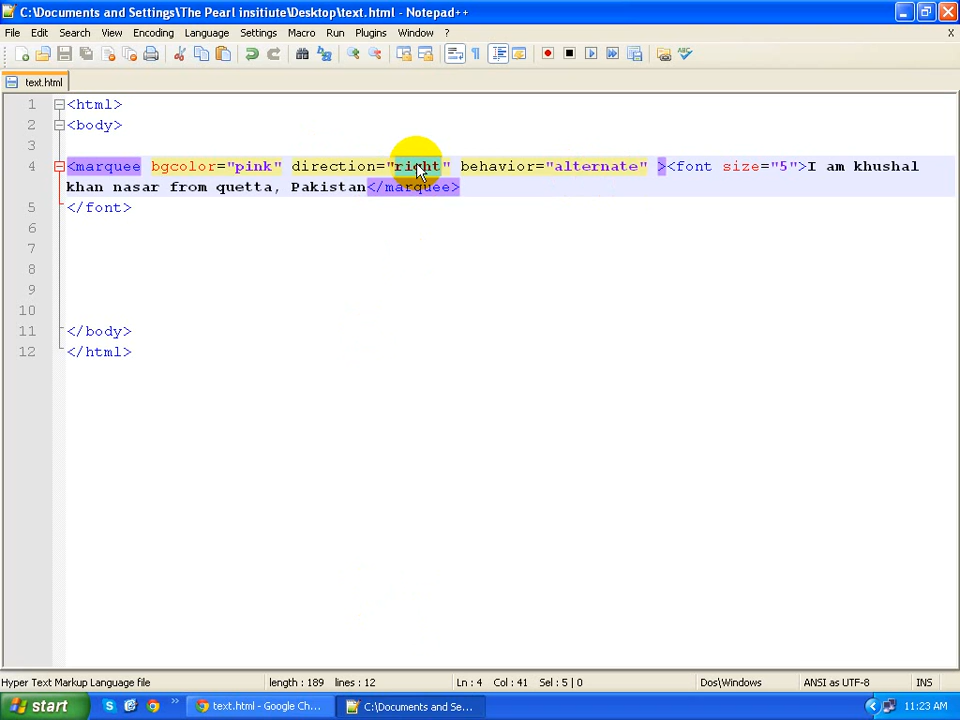 C:\Documents and Settings\The Pearl insitiute\Desktop\text.html - Notepad++
File Edit Search View Encoding Language Settings Macro Run Plugins Window ? X
text.html
1 <html>
2 <body>
3
4 <marquee bgcolor="pink" direction="right" behavior="alternate" ><font size="5">I am khushal
khan nasar from quetta, Pakistan</marquee>
5 </font>
6
7
8
9
10
11 </body>
12 </html>
Hyper Text Markup Language file length : 189 lines : 12 Ln : 4 Col : 41 Sel : 5 | 0 Dos\Windows ANSI as UTF-8 INS
start text.html - Google Ch... C:\Documents and Se... 11:23 AM